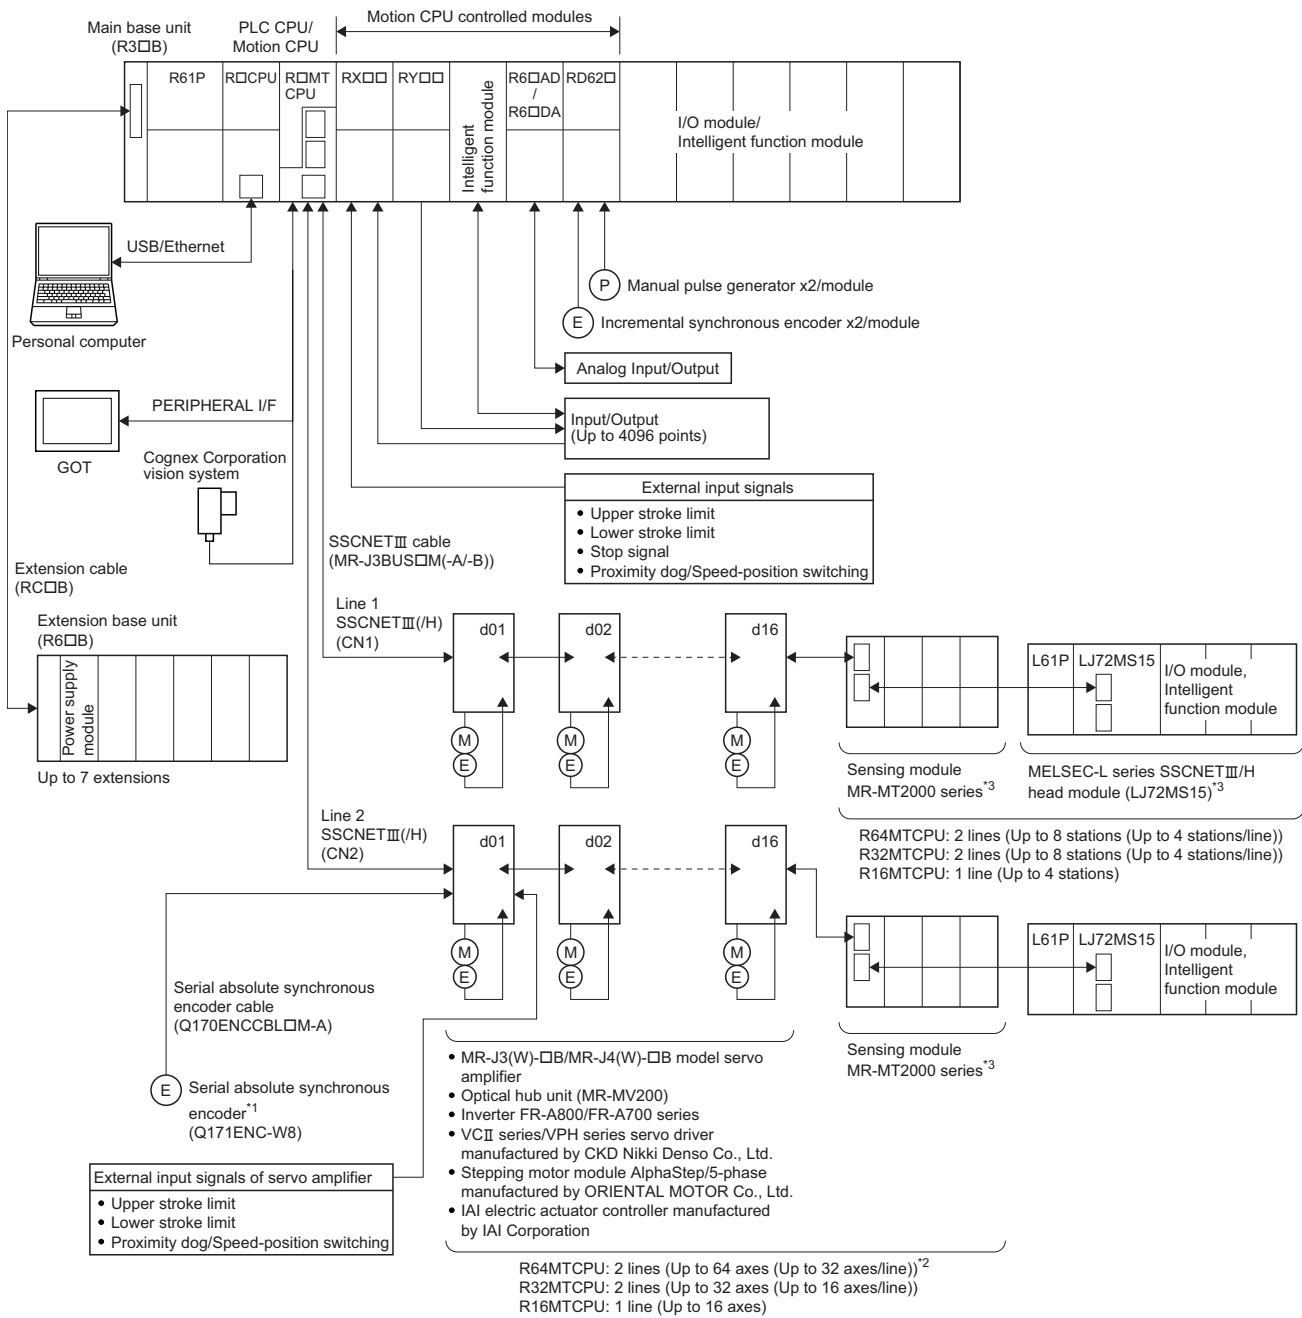 Main base unit
(R3□B)
PLC CPU/
Motion CPU
Motion CPU controlled modules
R61P
R□CPU
R□MT
CPU
RX□□
RY□□
Intelligent
function module
R6□AD
/
R6□DA
RD62□
I/O module/
Intelligent function module
USB/Ethernet
Personal computer
P
Manual pulse generator x2/module
E
Incremental synchronous encoder x2/module
Analog Input/Output
PERIPHERAL I/F
GOT
Input/Output
(Up to 4096 points)
Cognex Corporation
vision system
External input signals
• Upper stroke limit
• Lower stroke limit
• Stop signal
• Proximity dog/Speed-position switching
SSCNETⅢ cable
(MR-J3BUS□M(-A/-B))
Extension cable
(RC□B)
Extension base unit
(R6□B)
Power supply
module
Up to 7 extensions
Line 1
SSCNETⅢ(/H)
(CN1)
d01
d02
d16
M
E
M
E
M
E
L61P
LJ72MS15
I/O module,
Intelligent
function module
Sensing module
MR-MT2000 series*3
MELSEC-L series SSCNETⅢ/H
head module (LJ72MS15)*3
R64MTCPU: 2 lines (Up to 8 stations (Up to 4 stations/line))
R32MTCPU: 2 lines (Up to 8 stations (Up to 4 stations/line))
R16MTCPU: 1 line (Up to 4 stations)
Line 2
SSCNETⅢ(/H)
(CN2)
d01
d02
d16
M
E
M
E
M
E
L61P
LJ72MS15
I/O module,
Intelligent
function module
Sensing module
MR-MT2000 series*3
Serial absolute synchronous
encoder cable
(Q170ENCCBL□M-A)
E
Serial absolute synchronous
encoder*1
(Q171ENC-W8)
External input signals of servo amplifier
• Upper stroke limit
• Lower stroke limit
• Proximity dog/Speed-position switching
• MR-J3(W)-□B/MR-J4(W)-□B model servo
amplifier
• Optical hub unit (MR-MV200)
• Inverter FR-A800/FR-A700 series
• VCⅡ series/VPH series servo driver
manufactured by CKD Nikki Denso Co., Ltd.
• Stepping motor module AlphaStep/5-phase
manufactured by ORIENTAL MOTOR Co., Ltd.
• IAI electric actuator controller manufactured
by IAI Corporation
R64MTCPU: 2 lines (Up to 64 axes (Up to 32 axes/line))*2
R32MTCPU: 2 lines (Up to 32 axes (Up to 16 axes/line))
R16MTCPU: 1 line (Up to 16 axes)